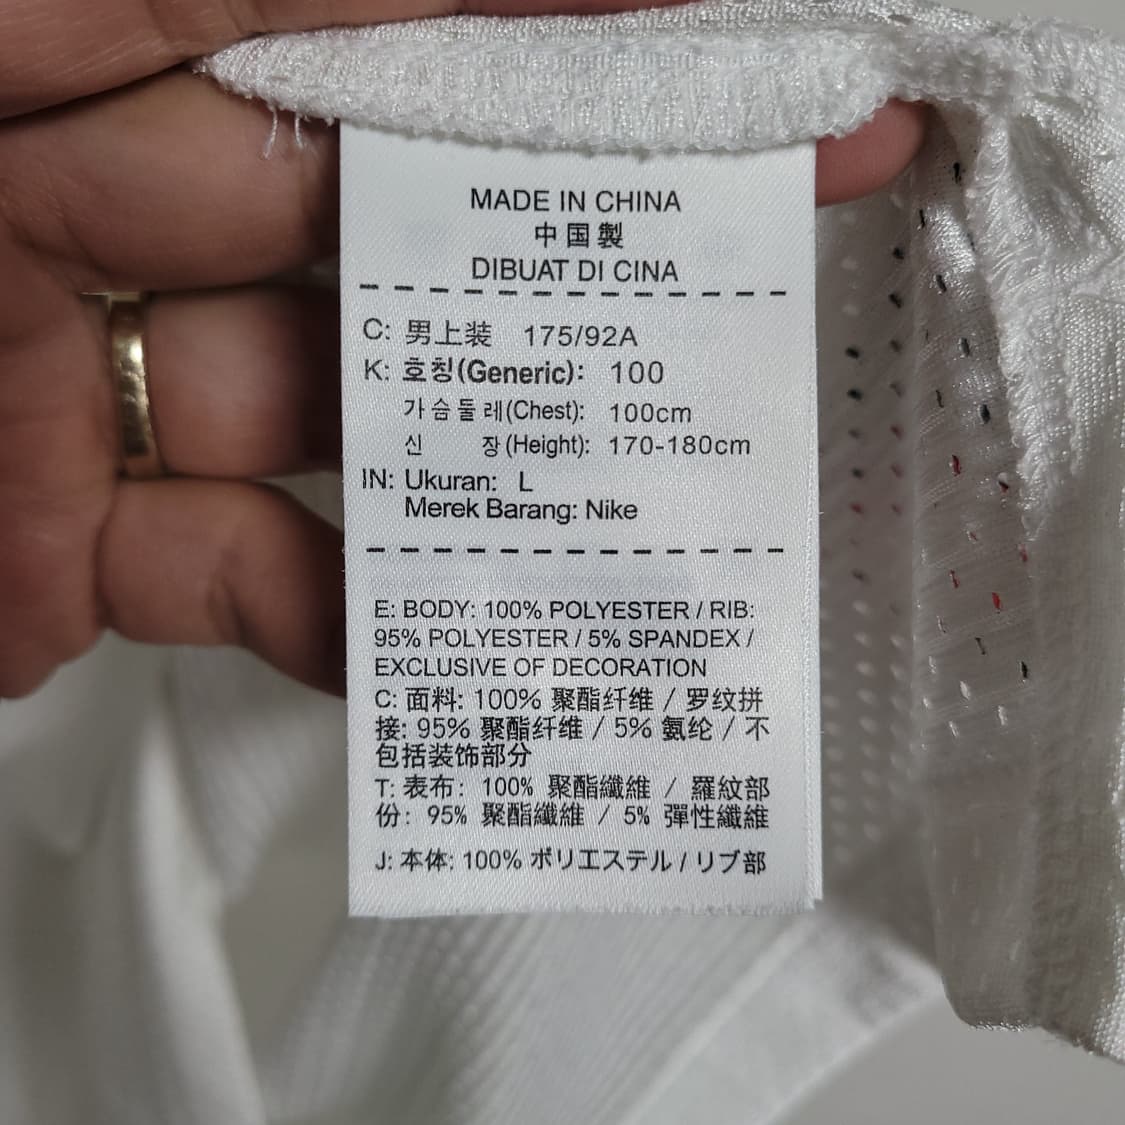 MADE IN CHINA
中国製
DIBUAT DI CINA
C: 男上装 175/92A
K: 호칭(Generic): 100
가슴둘레(Chest): 100cm
신 장(Height): 170-180cm
IN: Ukuran: L
Merek Barang: Nike
E: BODY: 100% POLYESTER / RIB:
95% POLYESTER / 5% SPANDEX /
EXCLUSIVE OF DECORATION
C: 面料: 100% 聚酯纤维 / 罗纹拼
接: 95% 聚酯纤维 / 5% 氨纶 / 不
包括装饰部分
T: 表布: 100% 聚酯纖維 / 羅紋部
份: 95% 聚酯纖維 / 5% 彈性纖維
J: 本体: 100% ポリエステル / リブ部